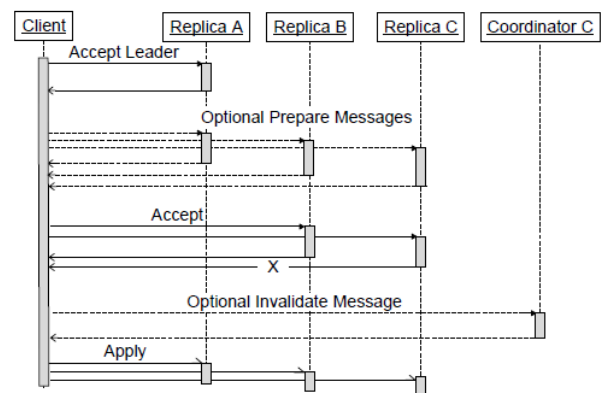 Client Replica A Replica B Replica C Coordinator C
Accept Leader
Optional Prepare Messages
Accept
X
Optional Invalidate Message
Apply